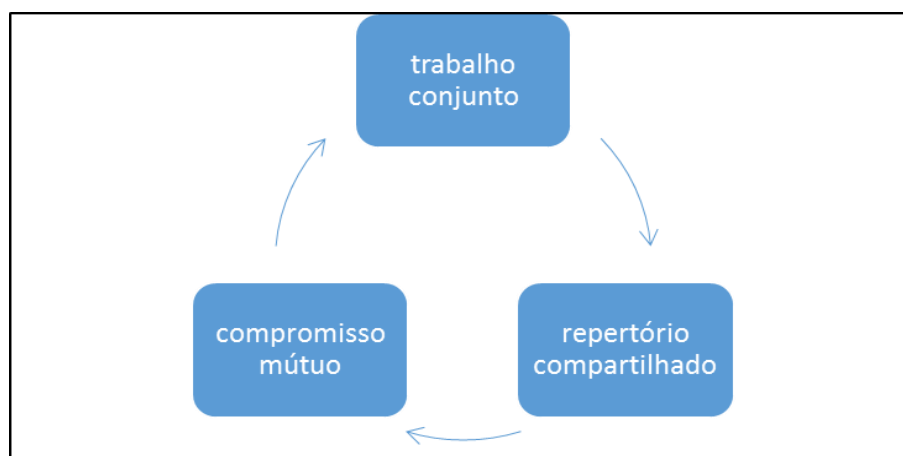 trabalho
conjunto
compromisso
mútuo
repertório
compartilhado